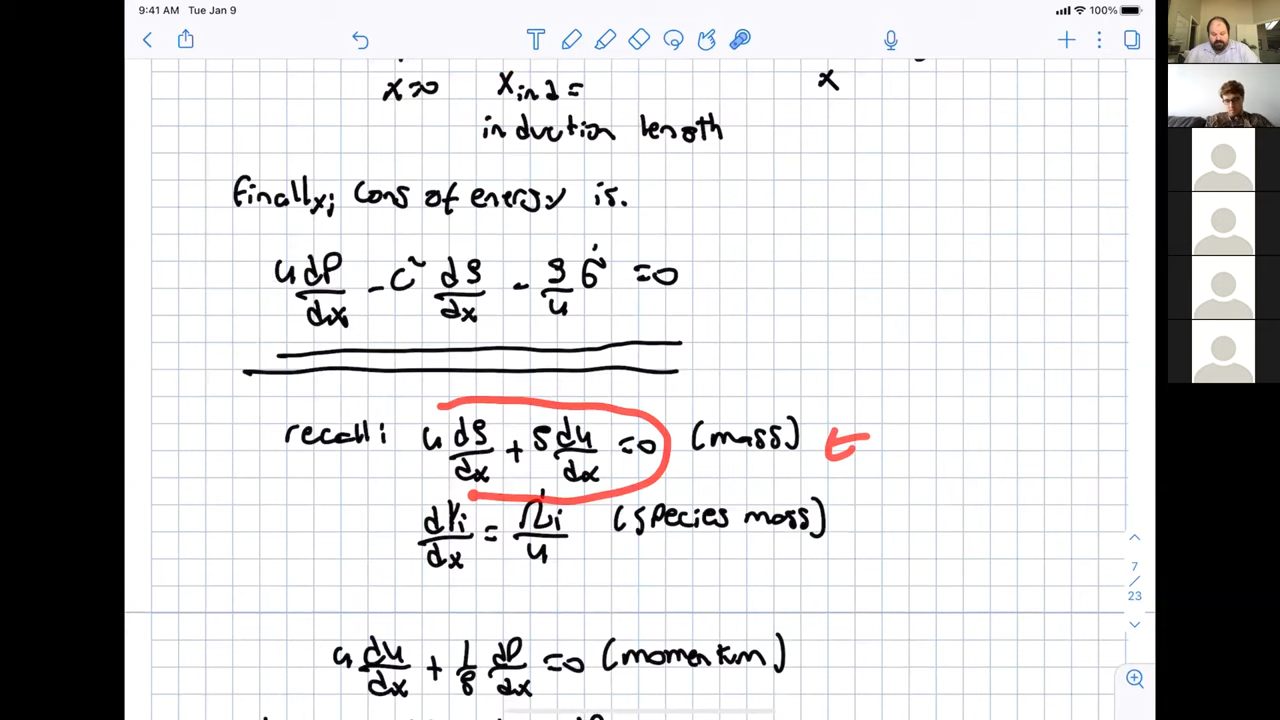 9:41 AM Tue Jan 9
100%
x=0 x_ind = x
induction length
finally, cons of energy is.
u dP/dx - c² dρ/dx - ρ/u σ̇ = 0
recall: u dρ/dx + ρ du/dx = 0 (mass)
dYi/dx = Ω̇i/u (species mass)
7
/
23
u du/dx + 1/ρ dP/dx = 0 (momentum)